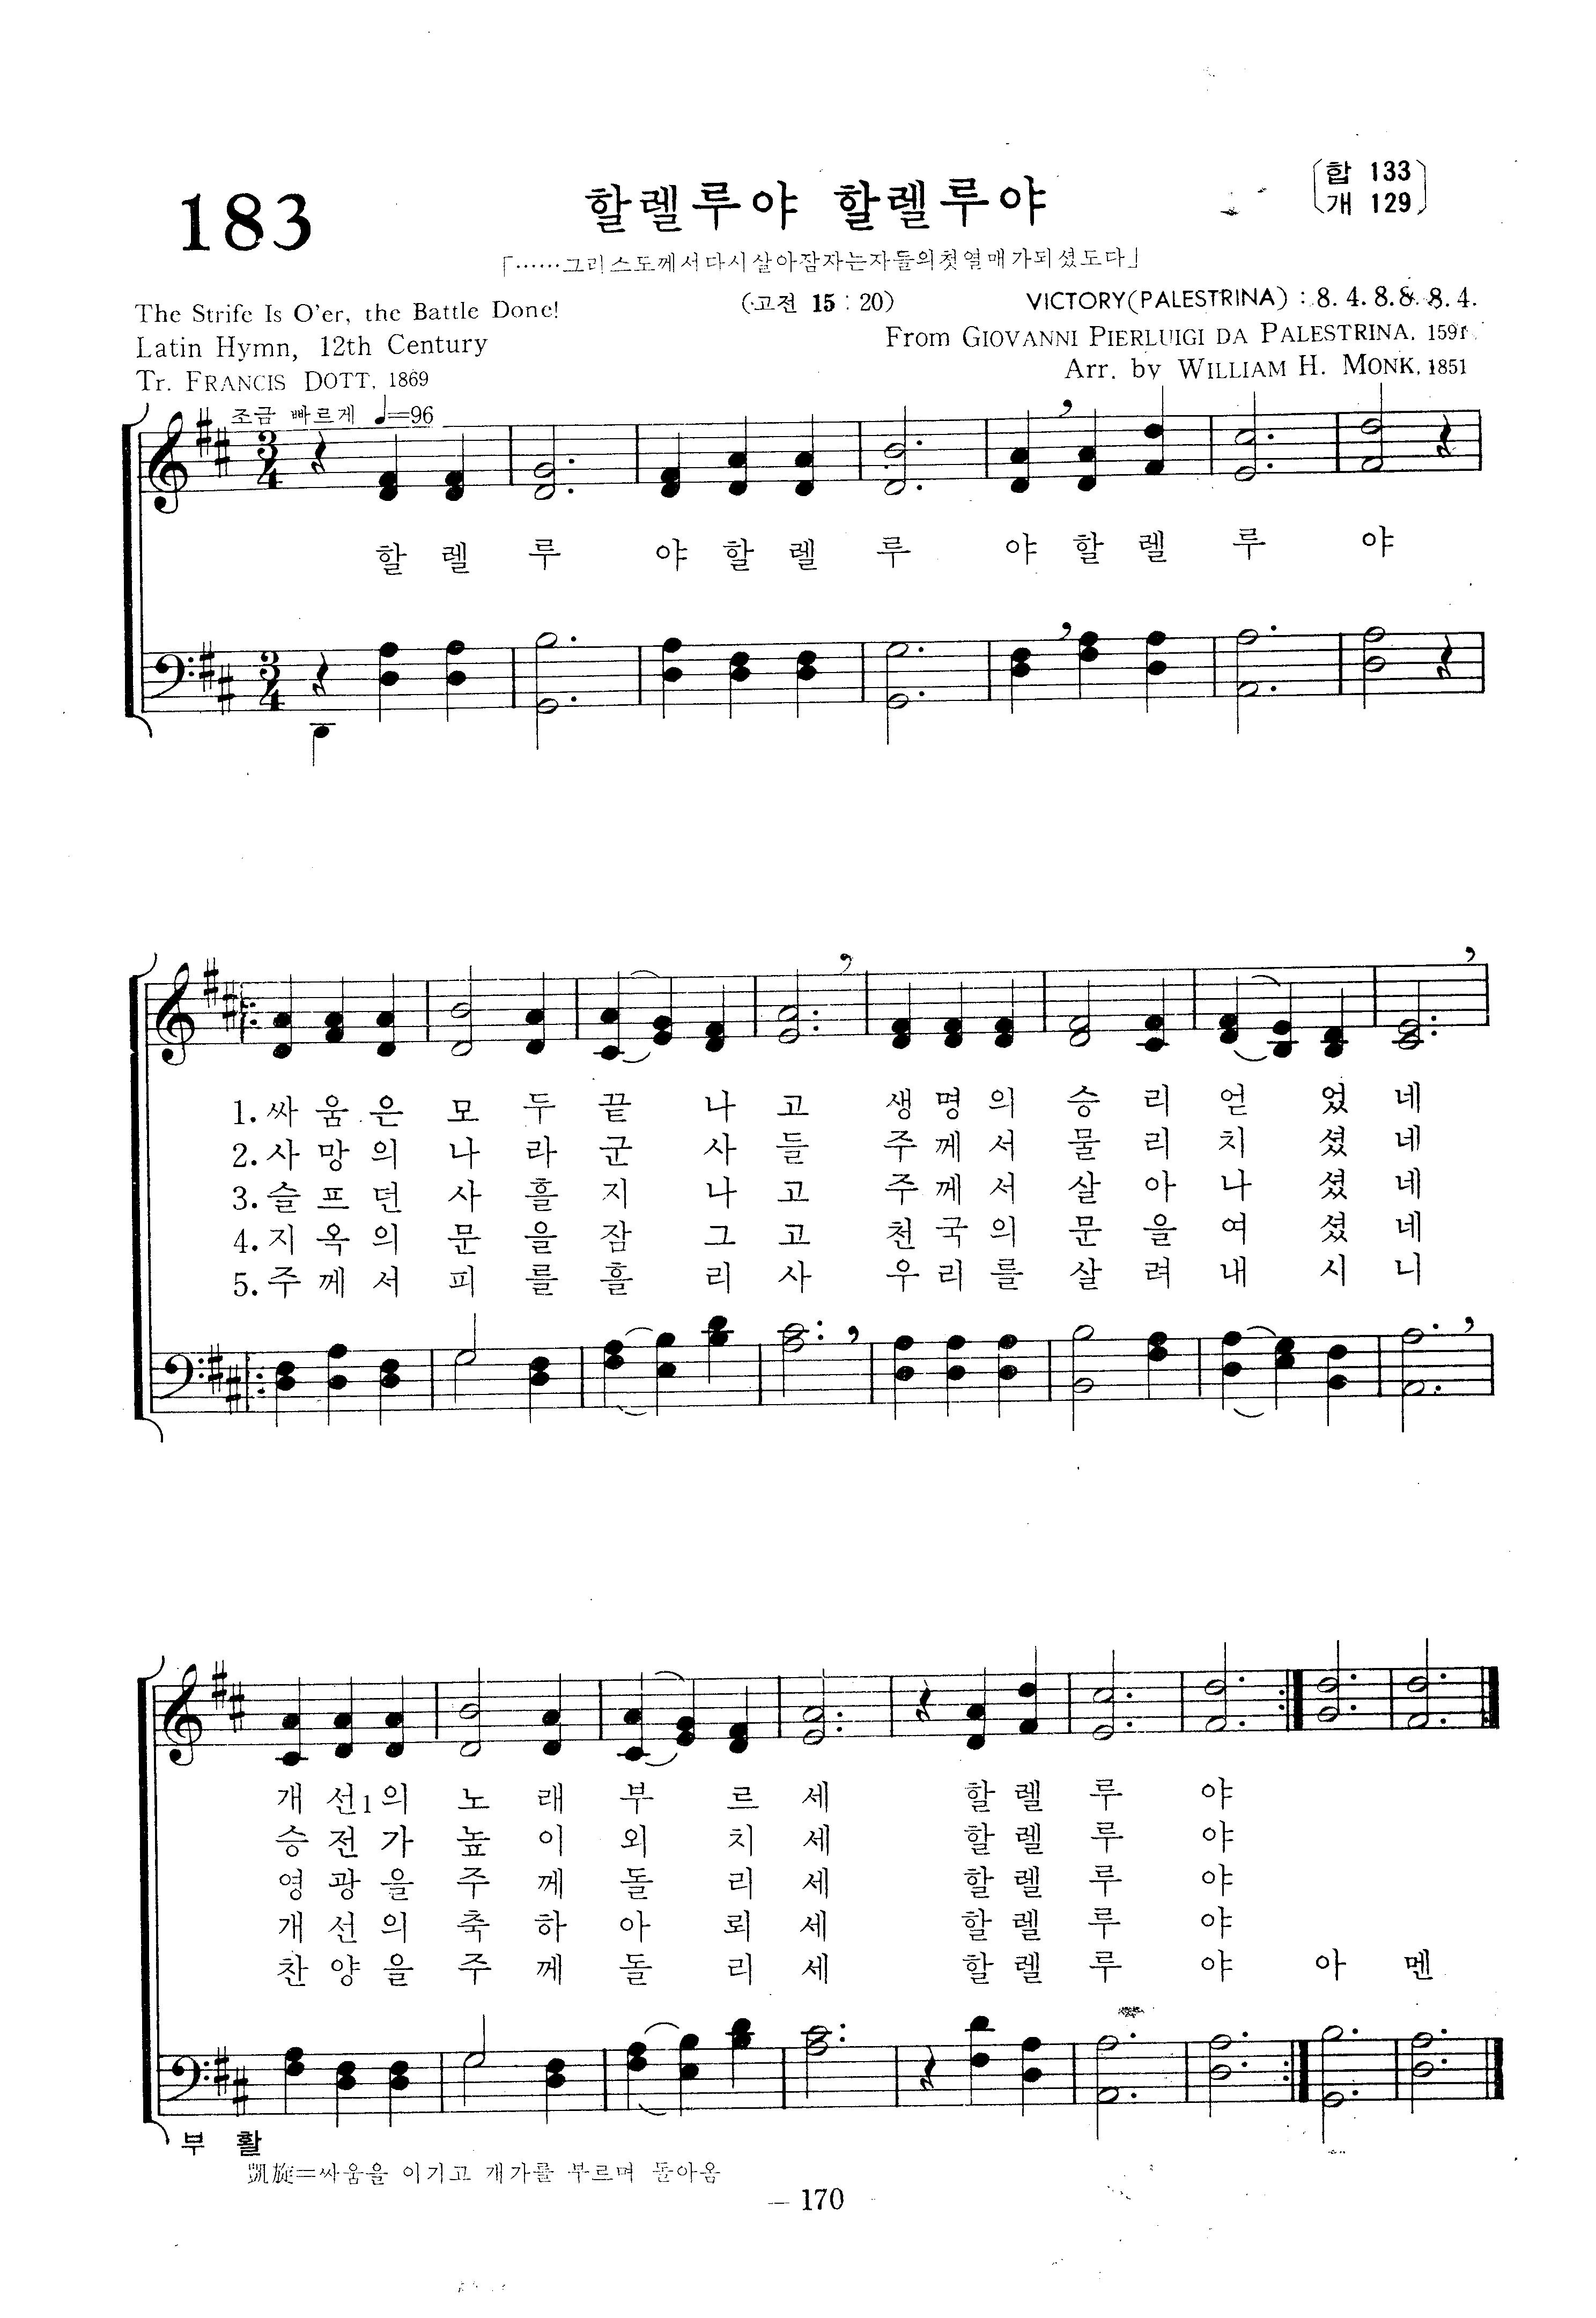 183
할렐루야 할렐루야
합 133
개 129
「……그리스도께서다시살아잠자는자들의첫열매가되셨도다」
(고전 15 : 20)
The Strife Is O'er, the Battle Done!
Latin Hymn, 12th Century
Tr. FRANCIS DOTT, 1869
VICTORY(PALESTRINA) : 8. 4. 8. 8. 8. 4.
From GIOVANNI PIERLUIGI DA PALESTRINA, 1591
Arr. by WILLIAM H. MONK, 1851
조금 빠르게 ♩=96
3/4
할 렐 루 야 할 렐 루 야 할 렐 루 야
3/4
1. 싸 움 은 모 두 끝 나 고 생 명 의 승 리 얻 었 네
2. 사 망 의 나 라 군 사 들 주 께 서 물 리 치 셨 네
3. 슬 프 던 사 흘 지 나 고 주 께 서 살 아 나 셨 네
4. 지 옥 의 문 을 잠 그 고 천 국 의 문 을 여 셨 네
5. 주 께 서 피 를 흘 리 사 우 리 를 살 려 내 시 니
개 선1 의 노 래 부 르 세 할 렐 루 야
승 전 가 높 이 외 치 세 할 렐 루 야
영 광 을 주 께 돌 리 세 할 렐 루 야
개 선 의 축 하 아 뢰 세 할 렐 루 야
찬 양 을 주 께 돌 리 세 할 렐 루 야 아 멘
부 활
凱旋=싸움을 이기고 개가를 부르며 돌아옴
– 170